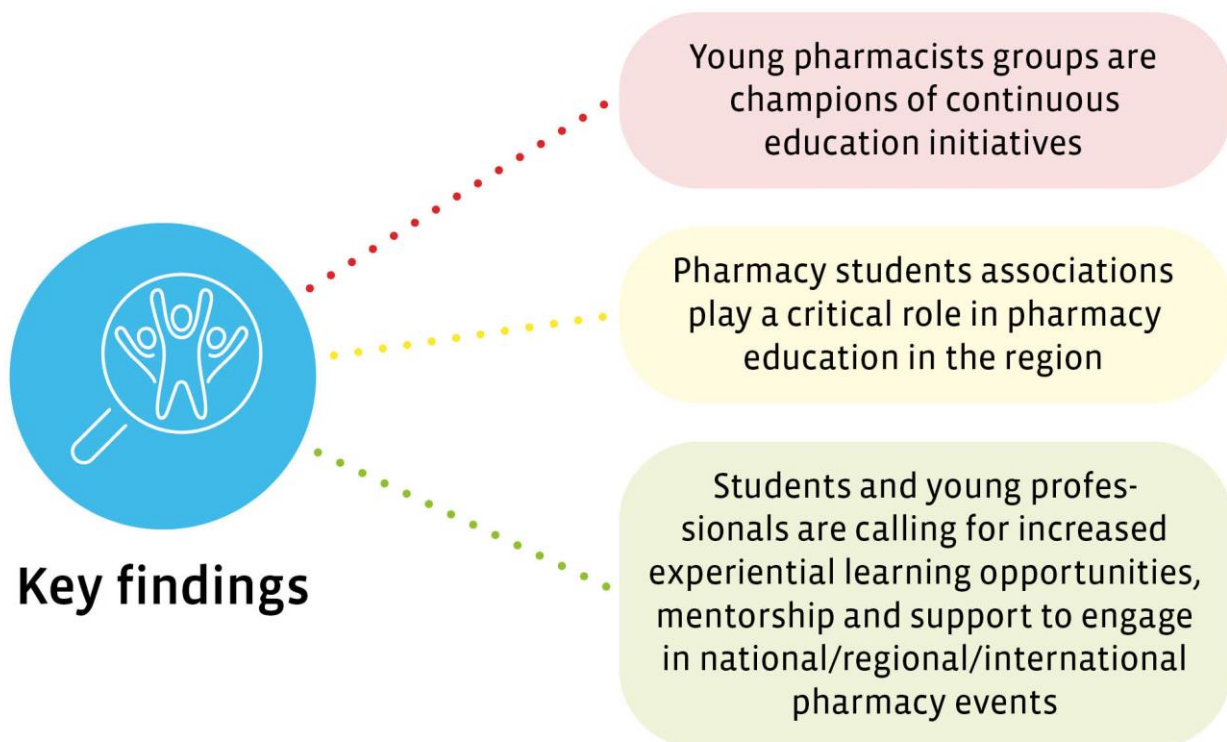 Key findings
Young pharmacists groups are
champions of continuous
education initiatives
Pharmacy students associations
play a critical role in pharmacy
education in the region
Students and young profes-
sionals are calling for increased
experiential learning opportunities,
mentorship and support to engage
in national/regional/international
pharmacy events